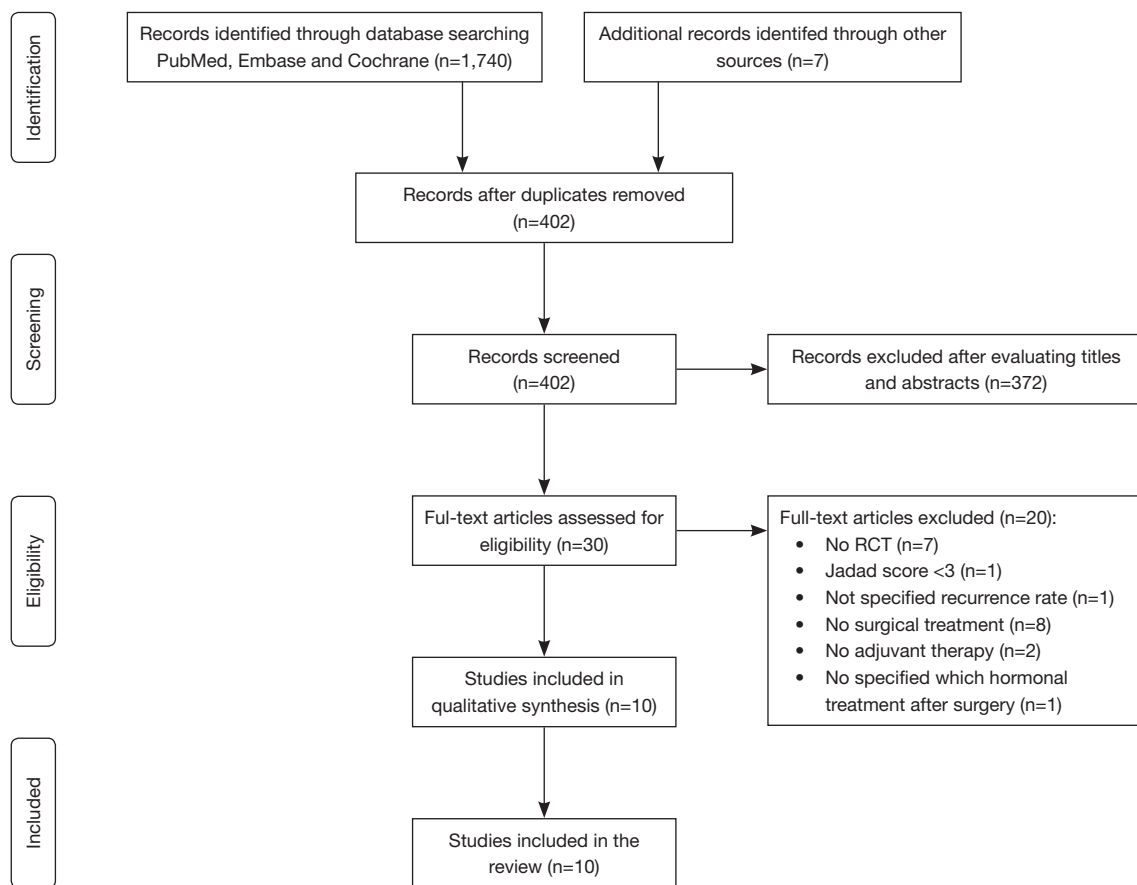 Identification
Records identified through database searching
PubMed, Embase and Cochrane (n=1,740)
Additional records identifed through other
sources (n=7)
Records after duplicates removed
(n=402)
Screening
Records screened
(n=402)
Records excluded after evaluating titles
and abstracts (n=372)
Eligibility
Ful-text articles assessed for
eligibility (n=30)
Full-text articles excluded (n=20):
• No RCT (n=7)
• Jadad score <3 (n=1)
• Not specified recurrence rate (n=1)
• No surgical treatment (n=8)
• No adjuvant therapy (n=2)
• No specified which hormonal
treatment after surgery (n=1)
Studies included in
qualitative synthesis (n=10)
Included
Studies included in the
review (n=10)